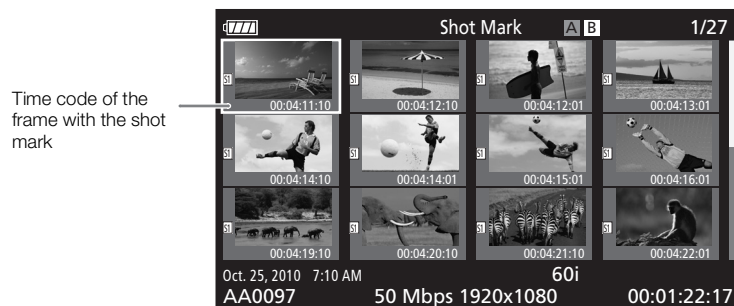 Shot Mark A B 1/27
Time code of the
frame with the shot
mark
S1 00:04:11:10
S1 00:04:12:10
S1 00:04:12:01
S1 00:04:13:01
S1 00:04:14:10
S1 00:04:14:01
S1 00:04:15:01
S1 00:04:16:01
S1 00:04:19:10
S1 00:04:20:10
S1 00:04:21:10
S1 00:04:22:01
Oct. 25, 2010 7:10 AM 60i
AA0097 50 Mbps 1920x1080 00:01:22:17